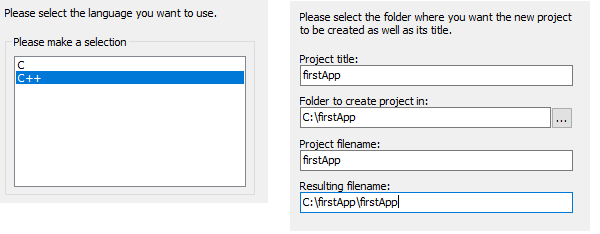 Please select the language you want to use.
Please make a selection
C
C++
Please select the folder where you want the new project
to be created as well as its title.
Project title:
firstApp
Folder to create project in:
C:\firstApp
...
Project filename:
firstApp
Resulting filename:
C:\firstApp\firstApp